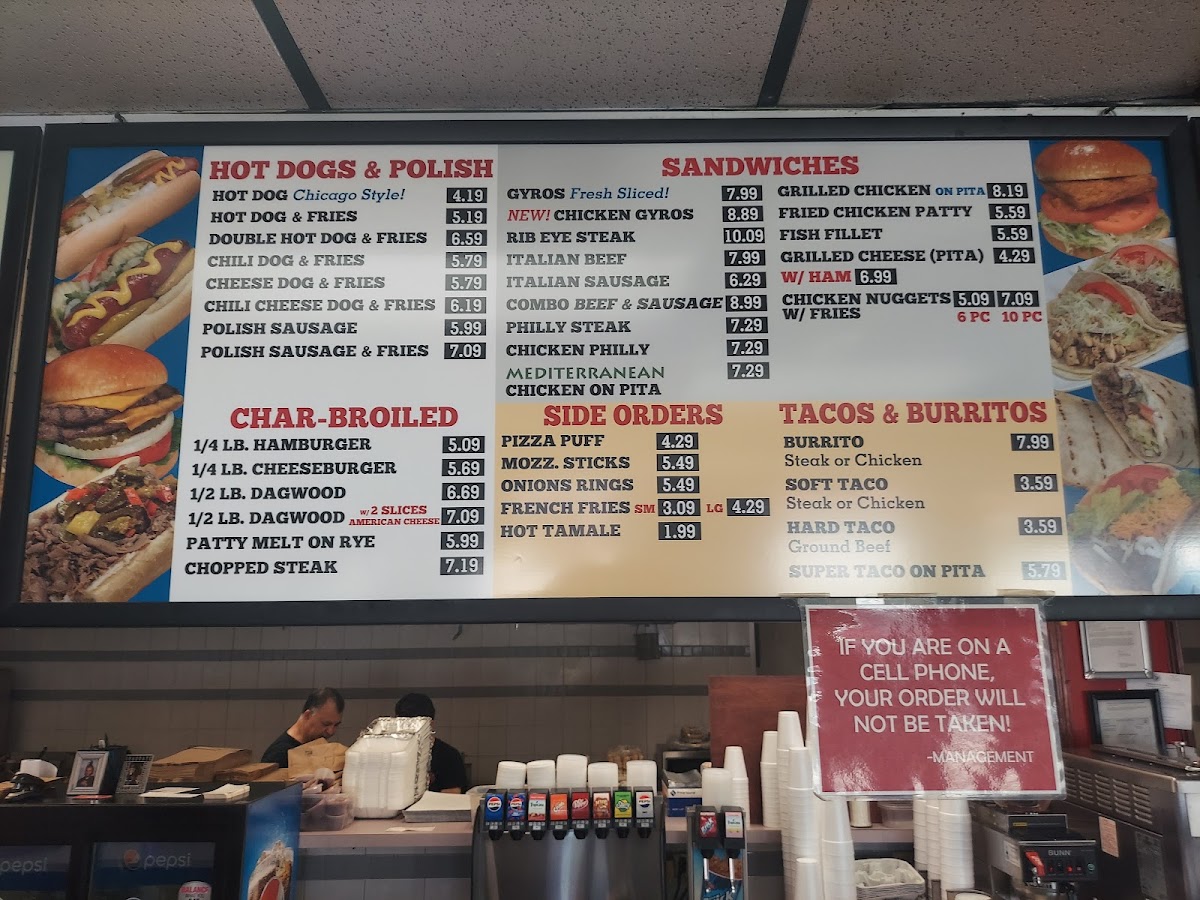 HOT DOGS & POLISH
HOT DOG Chicago Style! 4.19
HOT DOG & FRIES 5.19
DOUBLE HOT DOG & FRIES 6.59
CHILI DOG & FRIES 5.79
CHEESE DOG & FRIES 5.79
CHILI CHEESE DOG & FRIES 6.19
POLISH SAUSAGE 5.99
POLISH SAUSAGE & FRIES 7.09
CHAR-BROILED
1/4 LB. HAMBURGER 5.09
1/4 LB. CHEESEBURGER 5.69
1/2 LB. DAGWOOD 6.69
1/2 LB. DAGWOOD W/ 2 SLICES AMERICAN CHEESE 7.09
PATTY MELT ON RYE 5.99
CHOPPED STEAK 7.19
SANDWICHES
GYROS Fresh Sliced! 7.99
NEW! CHICKEN GYROS 8.89
RIB EYE STEAK 10.09
ITALIAN BEEF 7.99
ITALIAN SAUSAGE 6.29
COMBO BEEF & SAUSAGE 8.99
PHILLY STEAK 7.29
CHICKEN PHILLY 7.29
MEDITERRANEAN 7.29
CHICKEN ON PITA
GRILLED CHICKEN ON PITA 8.19
FRIED CHICKEN PATTY 5.59
FISH FILLET 5.59
GRILLED CHEESE (PITA) 4.29
W/ HAM 6.99
CHICKEN NUGGETS 5.09 7.09
W/ FRIES 6 PC 10 PC
SIDE ORDERS
PIZZA PUFF 4.29
MOZZ. STICKS 5.49
ONIONS RINGS 5.49
FRENCH FRIES SM 3.09 LG 4.29
HOT TAMALE 1.99
TACOS & BURRITOS
BURRITO 7.99
Steak or Chicken
SOFT TACO 3.59
Steak or Chicken
HARD TACO 3.59
Ground Beef
SUPER TACO ON PITA 5.79
IF YOU ARE ON A
CELL PHONE,
YOUR ORDER WILL
NOT BE TAKEN!
-MANAGEMENT
pepsi
pepsi
BUNN